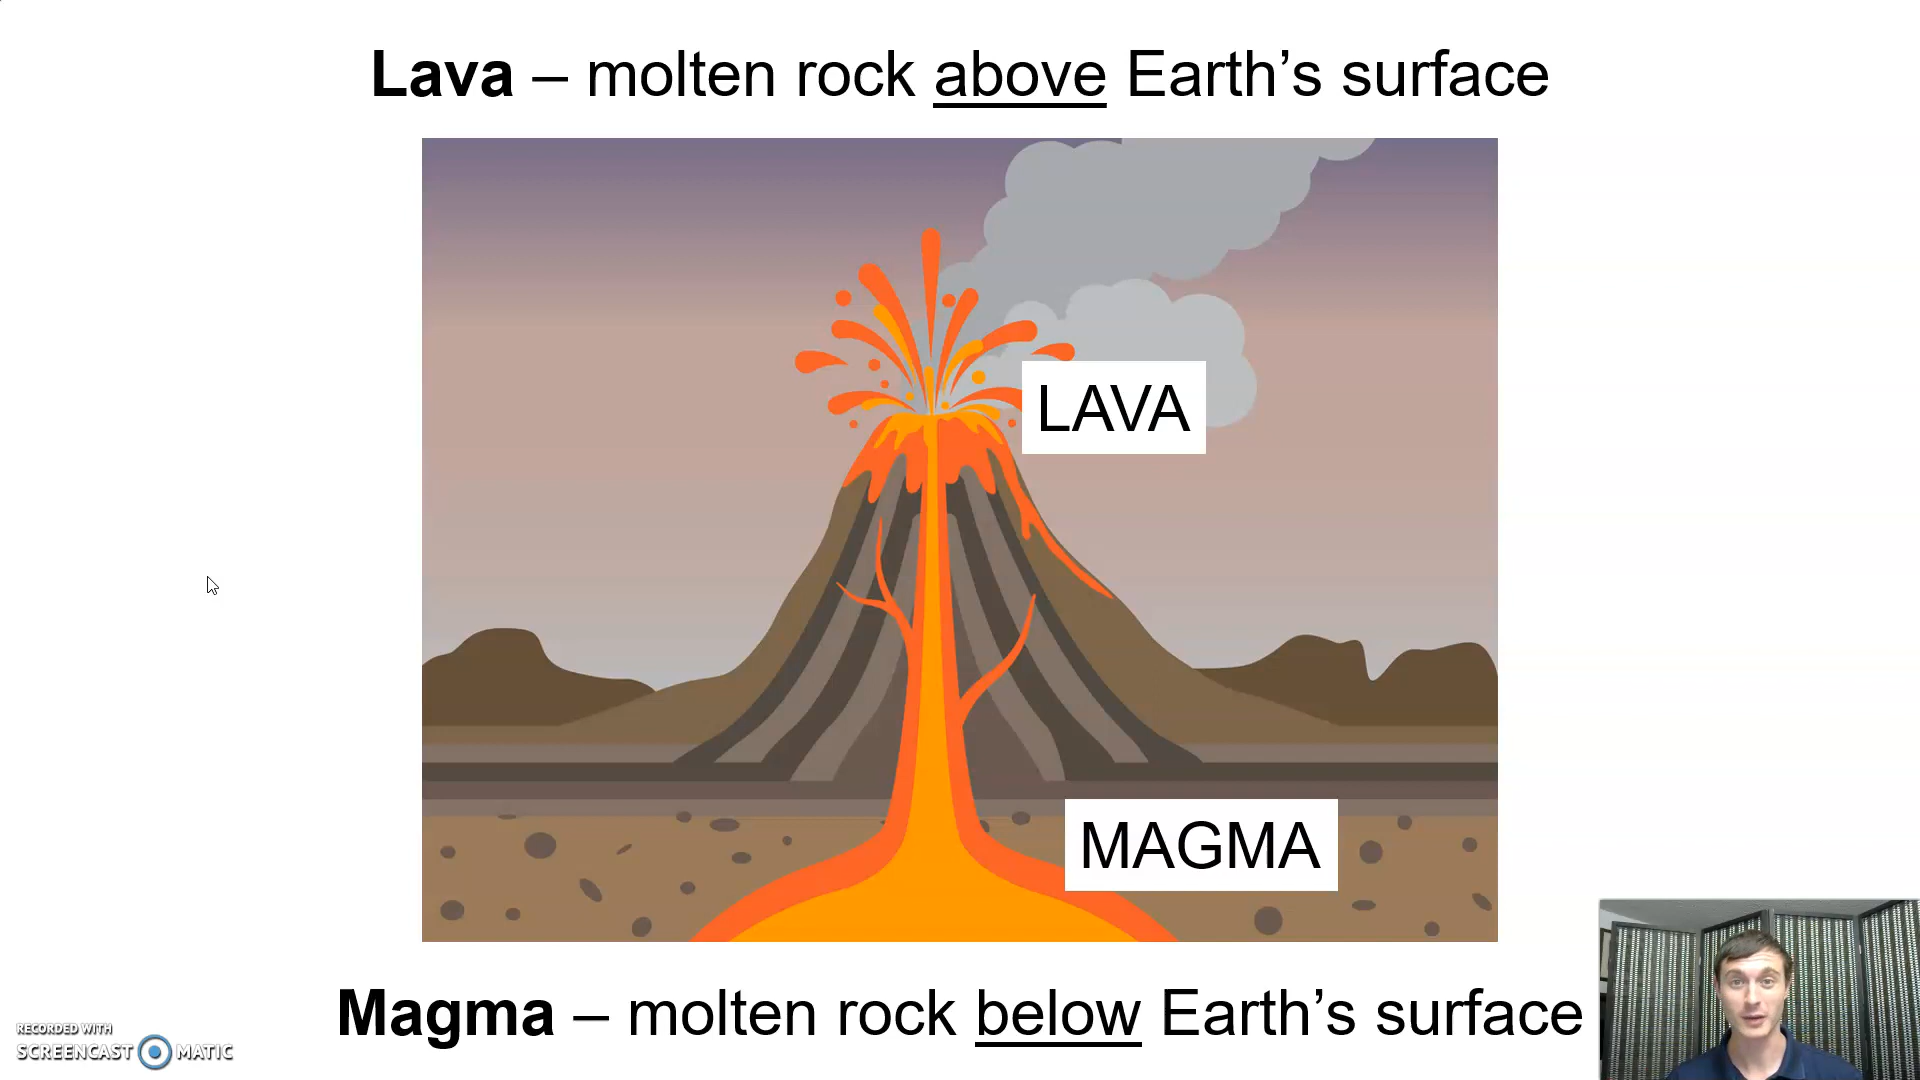 Lava – molten rock above Earth’s surface
LAVA
MAGMA
Magma – molten rock below Earth’s surface
RECORDED WITH
SCREENCAST MATIC